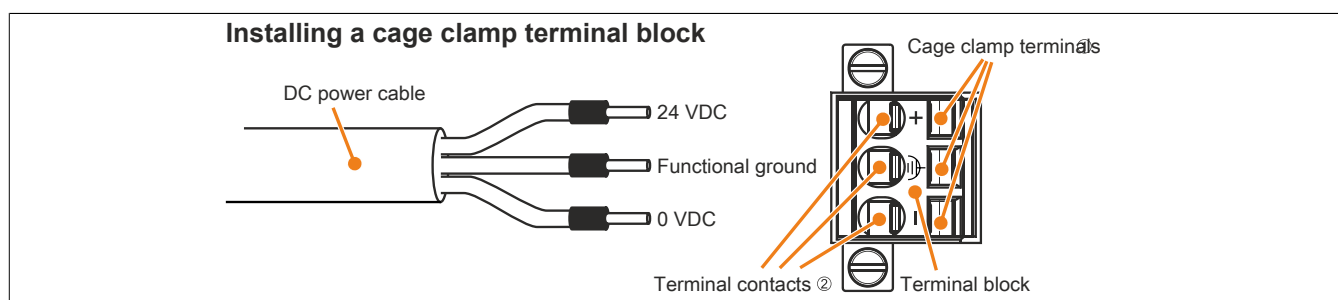 Installing a cage clamp terminal block
Cage clamp terminals①
DC power cable
24 VDC
+
Functional ground
0 VDC
–
Terminal contacts ②
Terminal block